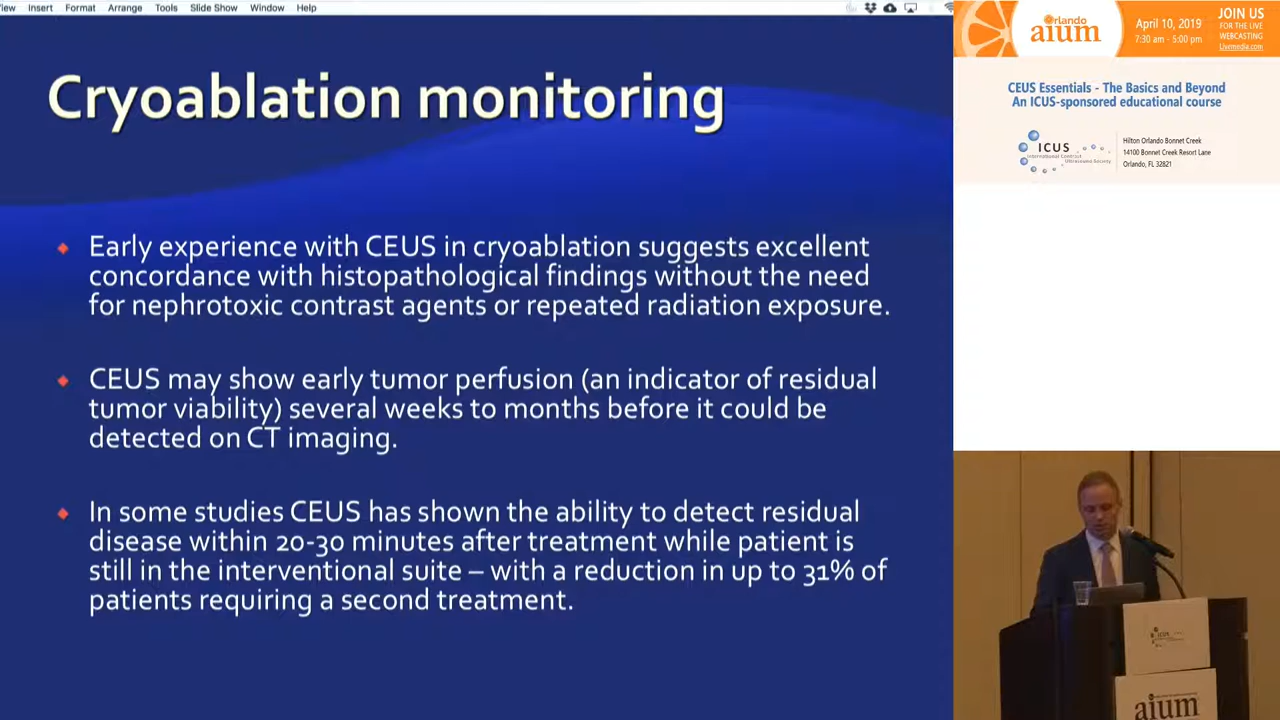 iew Insert Format Arrange Tools Slide Show Window Help
Cryoablation monitoring
Early experience with CEUS in cryoablation suggests excellent
concordance with histopathological findings without the need
for nephrotoxic contrast agents or repeated radiation exposure.
CEUS may show early tumor perfusion (an indicator of residual
tumor viability) several weeks to months before it could be
detected on CT imaging.
In some studies CEUS has shown the ability to detect residual
disease within 20-30 minutes after treatment while patient is
still in the interventional suite – with a reduction in up to 31% of
patients requiring a second treatment.
Orlando
aium
April 10, 2019
7:30 am - 5:00 pm
JOIN US
FOR THE LIVE
WEBCASTING
Livemedia.com
CEUS Essentials - The Basics and Beyond
An ICUS-sponsored educational course
ICUS
International Contrast
Ultrasound Society
Hilton Orlando Bonnet Creek
14100 Bonnet Creek Resort Lane
Orlando, FL 32821
ICUS
aium